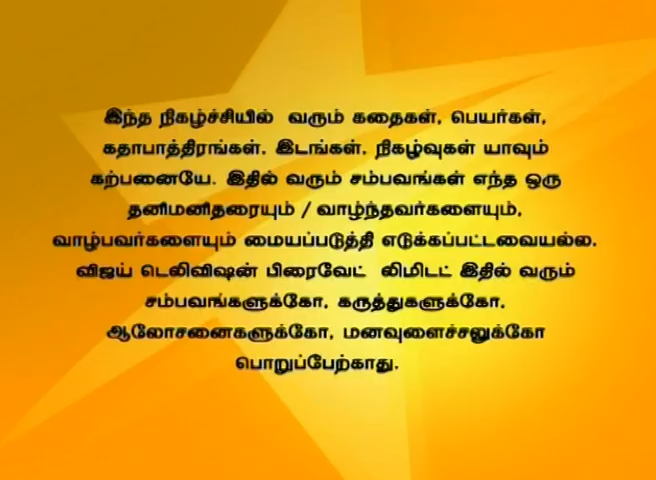 இந்த நிகழ்ச்சியில் வரும் கதைகள், பெயர்கள்,
கதாபாத்திரங்கள். இடங்கள். நிகழ்வுகள் யாவும்
கற்பனையே. இதில் வரும் சம்பவங்கள் எந்த ஒரு
தனிமனிதரையும் / வாழ்ந்தவர்களையும்,
வாழ்பவர்களையும் மையப்படுத்தி எடுக்கப்பட்டவையல்ல.
விஜய் டெலிவிஷன் பிரைவேட் லிமிடட் இதில் வரும்
சம்பவங்களுக்கோ, கருத்துகளுக்கோ,
ஆலோசனைகளுக்கோ, மனவுளைச்சலுக்கோ
பொறுப்பேற்காது.